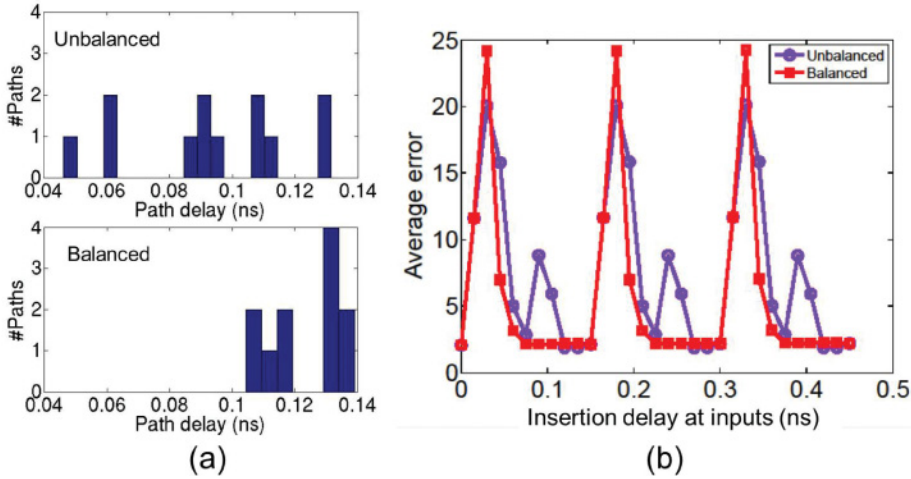 4
3
2
1
0
#Paths
Unbalanced
0.04 0.06 0.08 0.1 0.12 0.14
Path delay (ns)
4
3
2
1
0
#Paths
Balanced
0.04 0.06 0.08 0.1 0.12 0.14
Path delay (ns)
(a)
25
20
15
10
5
0
Average error
Unbalanced
Balanced
0 0.1 0.2 0.3 0.4 0.5
Insertion delay at inputs (ns)
(b)